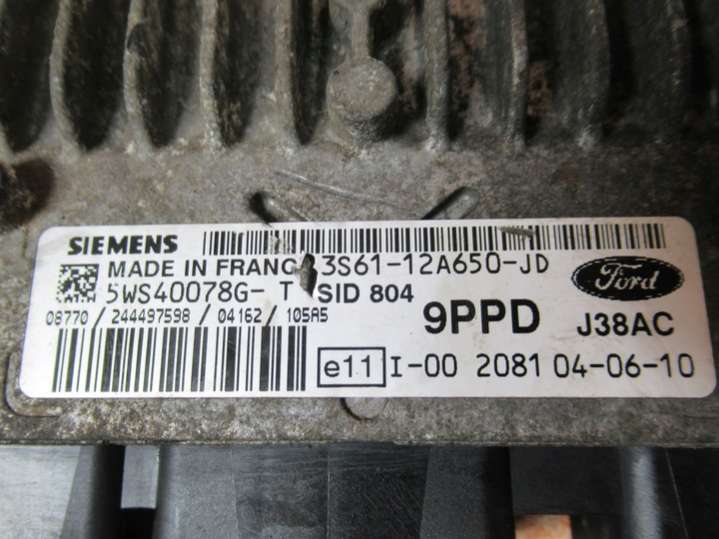 SIEMENS
MADE IN FRANC 3S61-12A650-JD
5WS40078G- T SID 804
08770 / 244497598 / 04162 / 105A5
9PPD J38AC
Ford
e11 I-00 2081 04-06-10